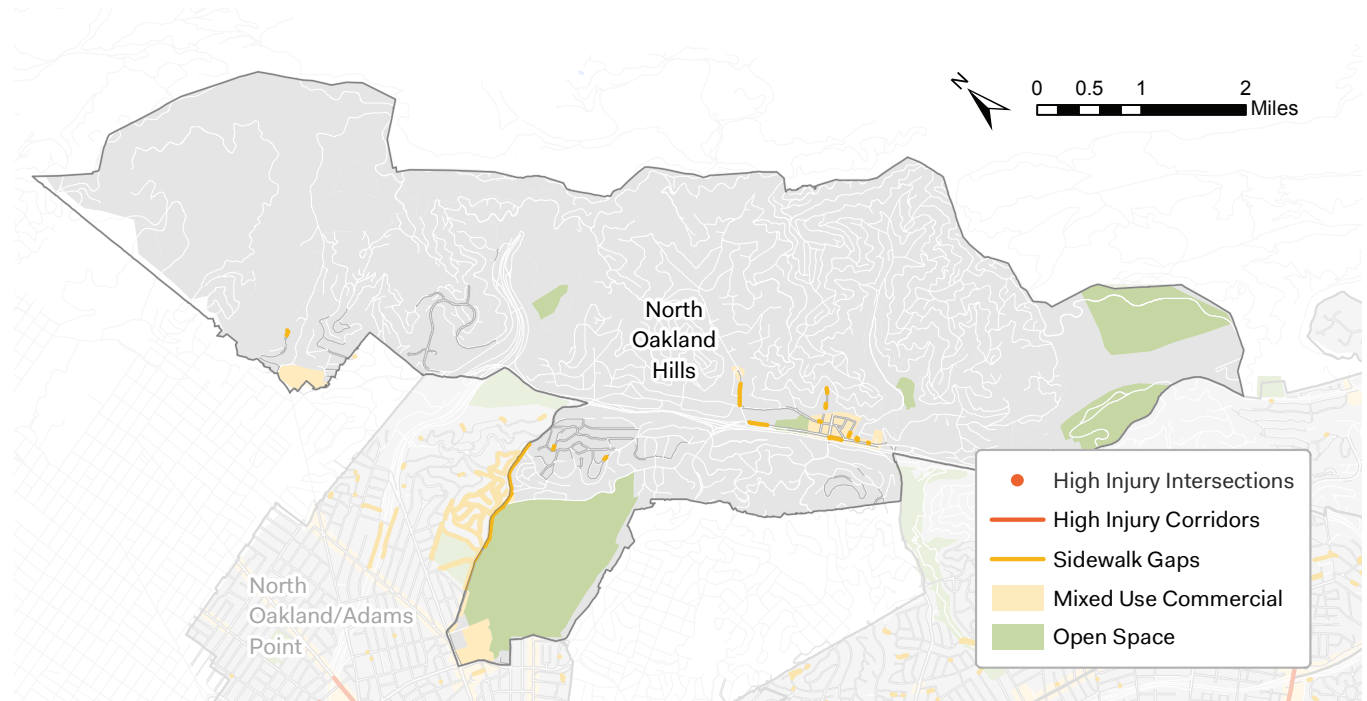 N
0 0.5 1 2
Miles
North
Oakland
Hills
North
Oakland/Adams
Point
High Injury Intersections
High Injury Corridors
Sidewalk Gaps
Mixed Use Commercial
Open Space